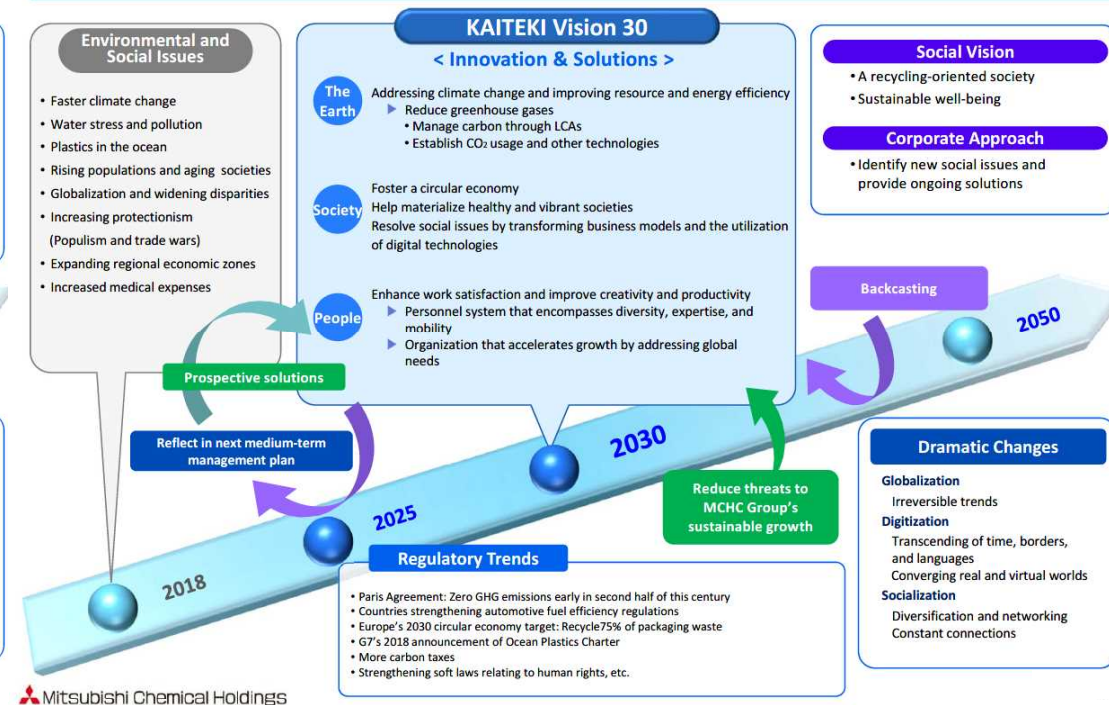 Environmental and
Social Issues
• Faster climate change
• Water stress and pollution
• Plastics in the ocean
• Rising populations and aging societies
• Globalization and widening disparities
• Increasing protectionism
(Populism and trade wars)
• Expanding regional economic zones
• Increased medical expenses
KAITEKI Vision 30
< Innovation & Solutions >
The
Earth
Addressing climate change and improving resource and energy efficiency
▶ Reduce greenhouse gases
• Manage carbon through LCAs
• Establish CO2 usage and other technologies
Society
Foster a circular economy
Help materialize healthy and vibrant societies
Resolve social issues by transforming business models and the utilization
of digital technologies
People
Enhance work satisfaction and improve creativity and productivity
▶ Personnel system that encompasses diversity, expertise, and
mobility
▶ Organization that accelerates growth by addressing global
needs
Social Vision
• A recycling-oriented society
• Sustainable well-being
Corporate Approach
• Identify new social issues and
provide ongoing solutions
Backcasting
2050
Prospective solutions
Reflect in next medium-term
management plan
2030
2025
2018
Reduce threats to
MCHC Group's
sustainable growth
Regulatory Trends
• Paris Agreement: Zero GHG emissions early in second half of this century
• Countries strengthening automotive fuel efficiency regulations
• Europe's 2030 circular economy target: Recycle75% of packaging waste
• G7's 2018 announcement of Ocean Plastics Charter
• More carbon taxes
• Strengthening soft laws relating to human rights, etc.
Dramatic Changes
Globalization
Irreversible trends
Digitization
Transcending of time, borders,
and languages
Converging real and virtual worlds
Socialization
Diversification and networking
Constant connections
Mitsubishi Chemical Holdings